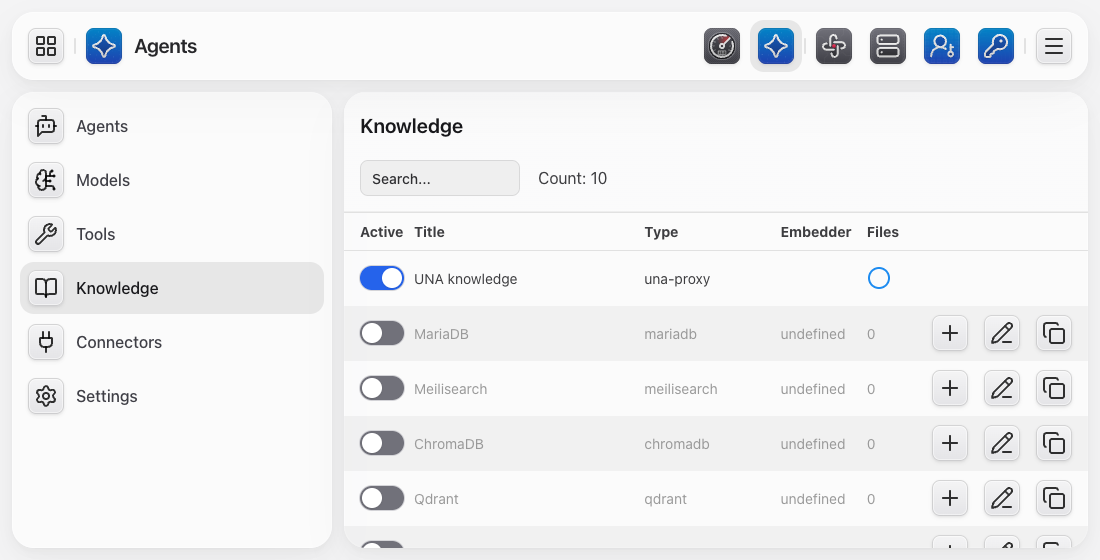 Agents
Agents
Models
Tools
Knowledge
Connectors
Settings
Knowledge
Search...
Count: 10
Active Title Type Embedder Files
UNA knowledge una-proxy
MariaDB mariadb undefined 0
Meilisearch meilisearch undefined 0
ChromaDB chromadb undefined 0
Qdrant qdrant undefined 0